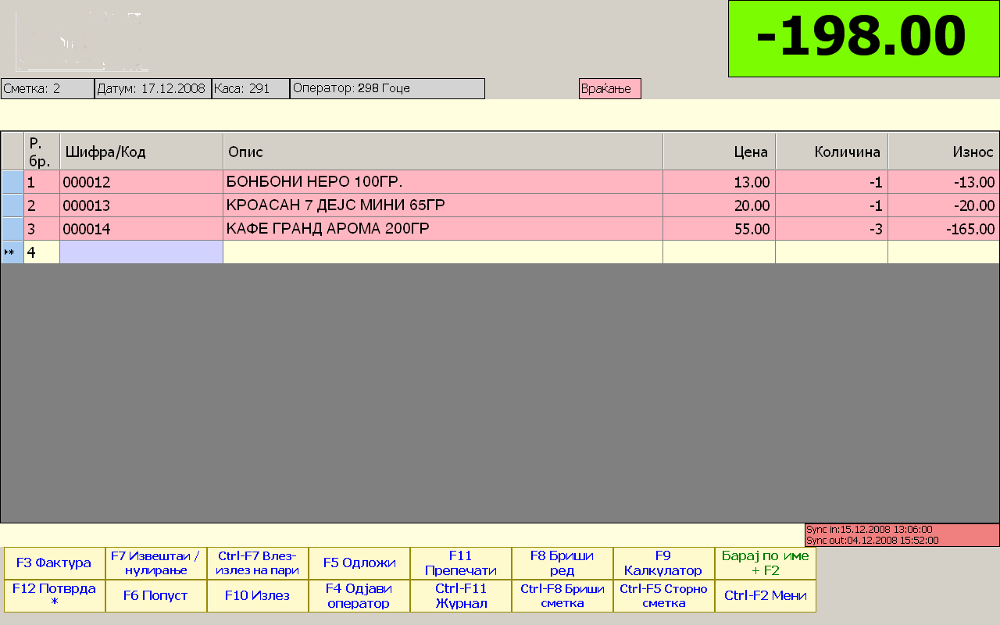 -198.00
Сметка: 2 Датум: 17.12.2008 Каса: 291 Оператор: 298 Гоце Враќање
Р. бр. Шифра/Код Опис Цена Количина Износ
1 000012 БОНБОНИ НЕРО 100ГР. 13.00 -1 -13.00
2 000013 КРОАСАН 7 ДЕЈС МИНИ 65ГР 20.00 -1 -20.00
3 000014 КАФЕ ГРАНД АРОМА 200ГР 55.00 -3 -165.00
4
Sync in:15.12.2008 13:06:00
Sync out:04.12.2008 15:52:00
F3 Фактура
F7 Извештаи /
нулирање
Ctrl-F7 Влез-
излез на пари
F5 Одложи
F11
Препечати
F8 Бриши
ред
F9
Калкулатор
Барај по име
+ F2
F12 Потврда
*
F6 Попуст
F10 Излез
F4 Одјави
оператор
Ctrl-F11
Журнал
Ctrl-F8 Бриши
сметка
Ctrl-F5 Сторно
сметка
Ctrl-F2 Мени